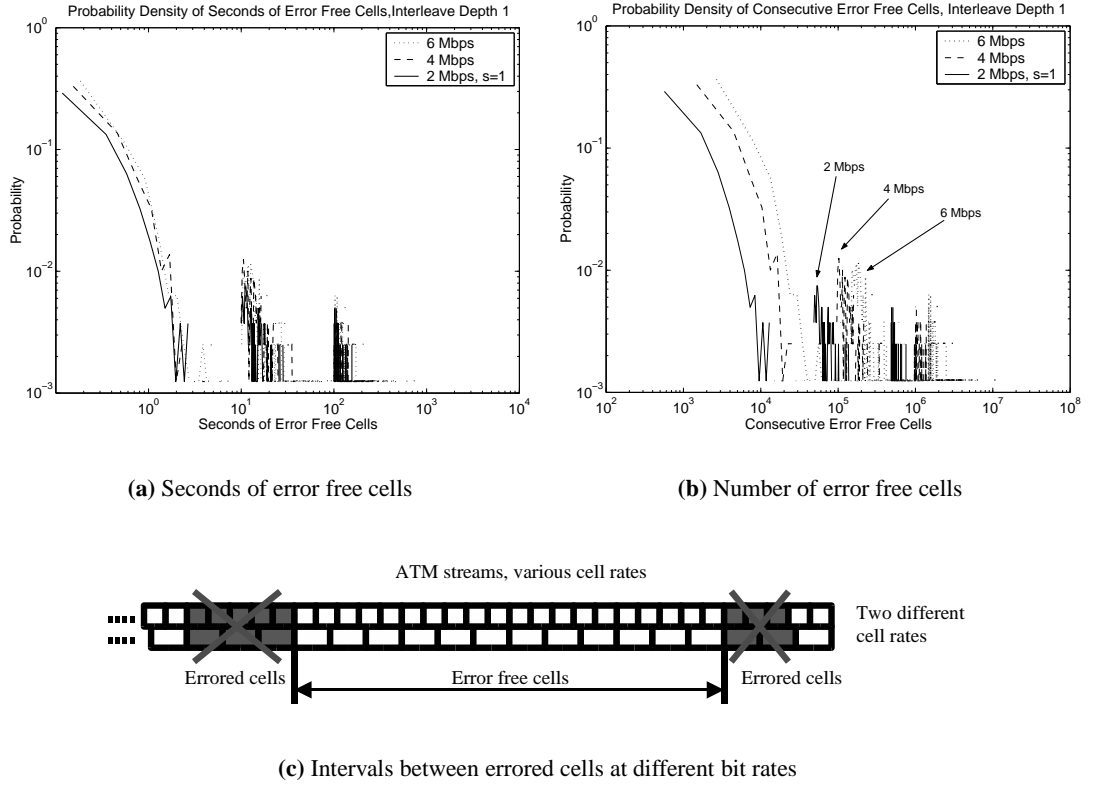 Probability Density of Seconds of Error Free Cells,Interleave Depth 1
10^0
10^-1
10^-2
10^-3
Probability
6 Mbps
4 Mbps
2 Mbps, s=1
10^0
10^1
10^2
10^3
10^4
Seconds of Error Free Cells
(a) Seconds of error free cells
Probability Density of Consecutive Error Free Cells, Interleave Depth 1
10^0
10^-1
10^-2
10^-3
Probability
6 Mbps
4 Mbps
2 Mbps, s=1
2 Mbps
4 Mbps
6 Mbps
10^2
10^3
10^4
10^5
10^6
10^7
10^8
Consecutive Error Free Cells
(b) Number of error free cells
ATM streams, various cell rates
Two different
cell rates
Errored cells
Error free cells
Errored cells
(c) Intervals between errored cells at different bit rates